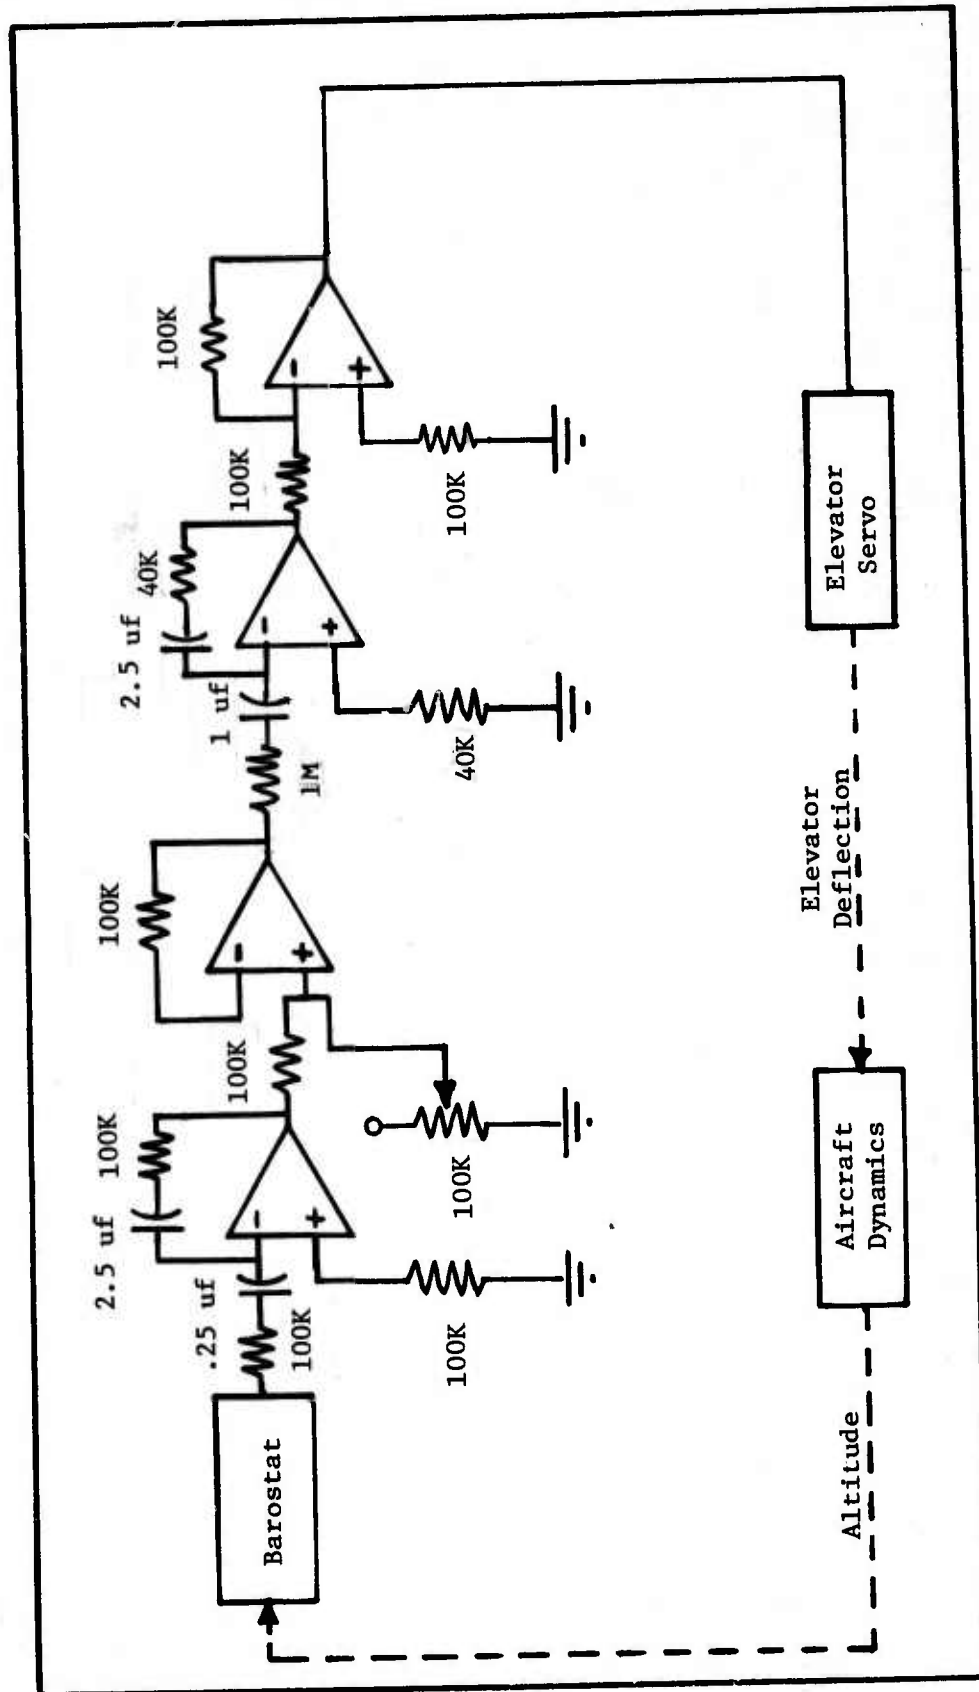 2.5 uf
100K
.25 uf
100K
Barostat
100K
100K
100K
100K
1M
1 uf
2.5 uf
40K
40K
100K
100K
100K
Elevator
Servo
Elevator
Deflection
Aircraft
Dynamics
Altitude